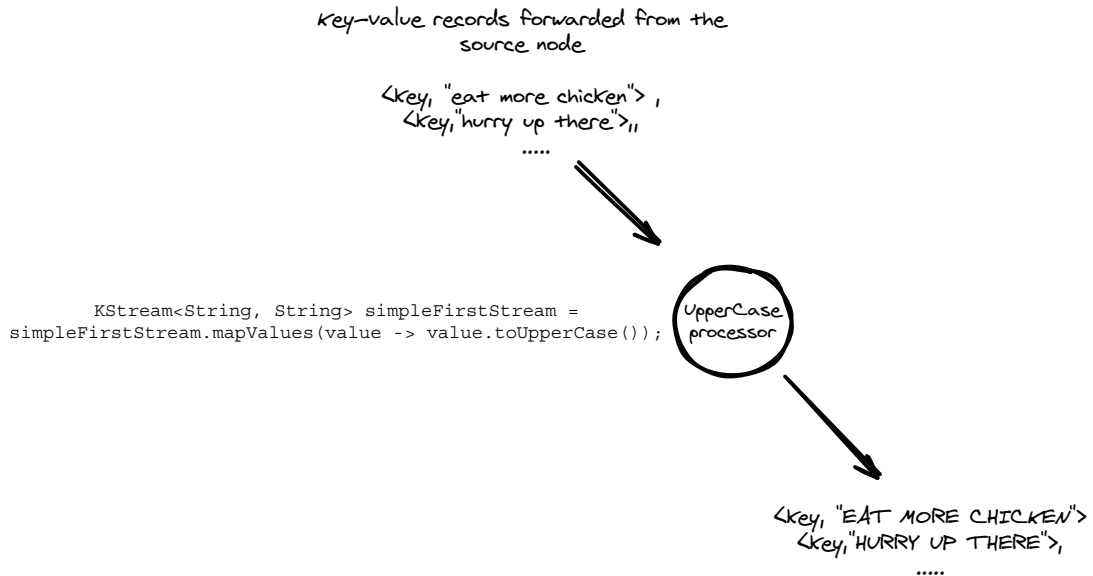 Key-value records forwarded from the
source node
<key, "eat more chicken"> ,
<key,"hurry up there">,,
.....
KStream<String, String> simpleFirstStream =
simpleFirstStream.mapValues(value -> value.toUpperCase());
UpperCase
processor
<key, "EAT MORE CHICKEN">
<key,"HURRY UP THERE">,
.....